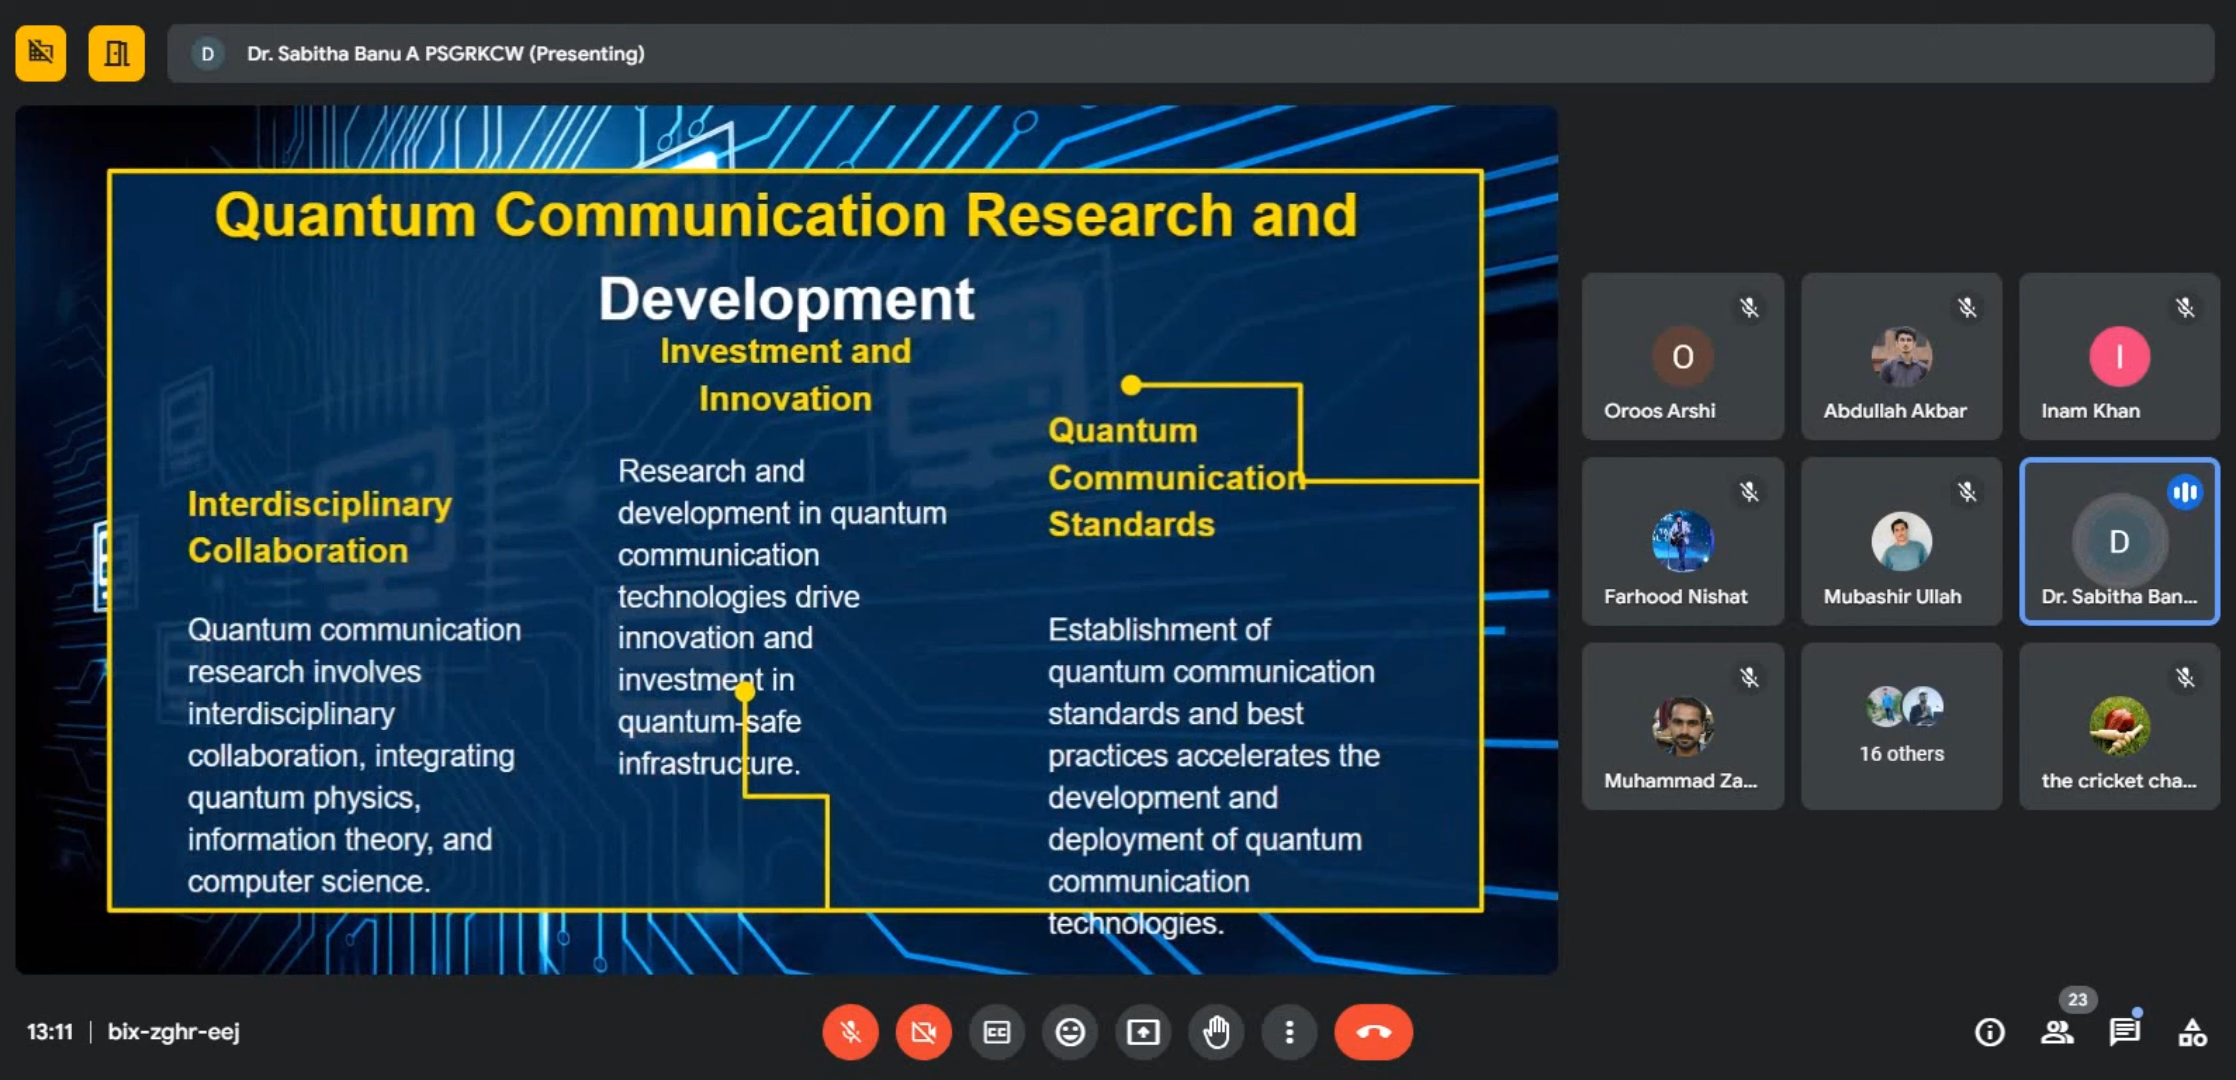 D Dr. Sabitha Banu A PSGRKCW (Presenting)
Quantum Communication Research and
Development
Interdisciplinary
Collaboration
Quantum communication
research involves
interdisciplinary
collaboration, integrating
quantum physics,
information theory, and
computer science.
Investment and
Innovation
Research and
development in quantum
communication
technologies drive
innovation and
investment in
quantum-safe
infrastructure.
Quantum
Communication
Standards
Establishment of
quantum communication
standards and best
practices accelerates the
development and
deployment of quantum
communication
technologies.
O
Oroos Arshi
Abdullah Akbar
I
Inam Khan
Farhood Nishat
Mubashir Ullah
D
Dr. Sabitha Ban...
Muhammad Za...
16 others
the cricket cha...
13:11 | bix-zghr-eej
CC
23